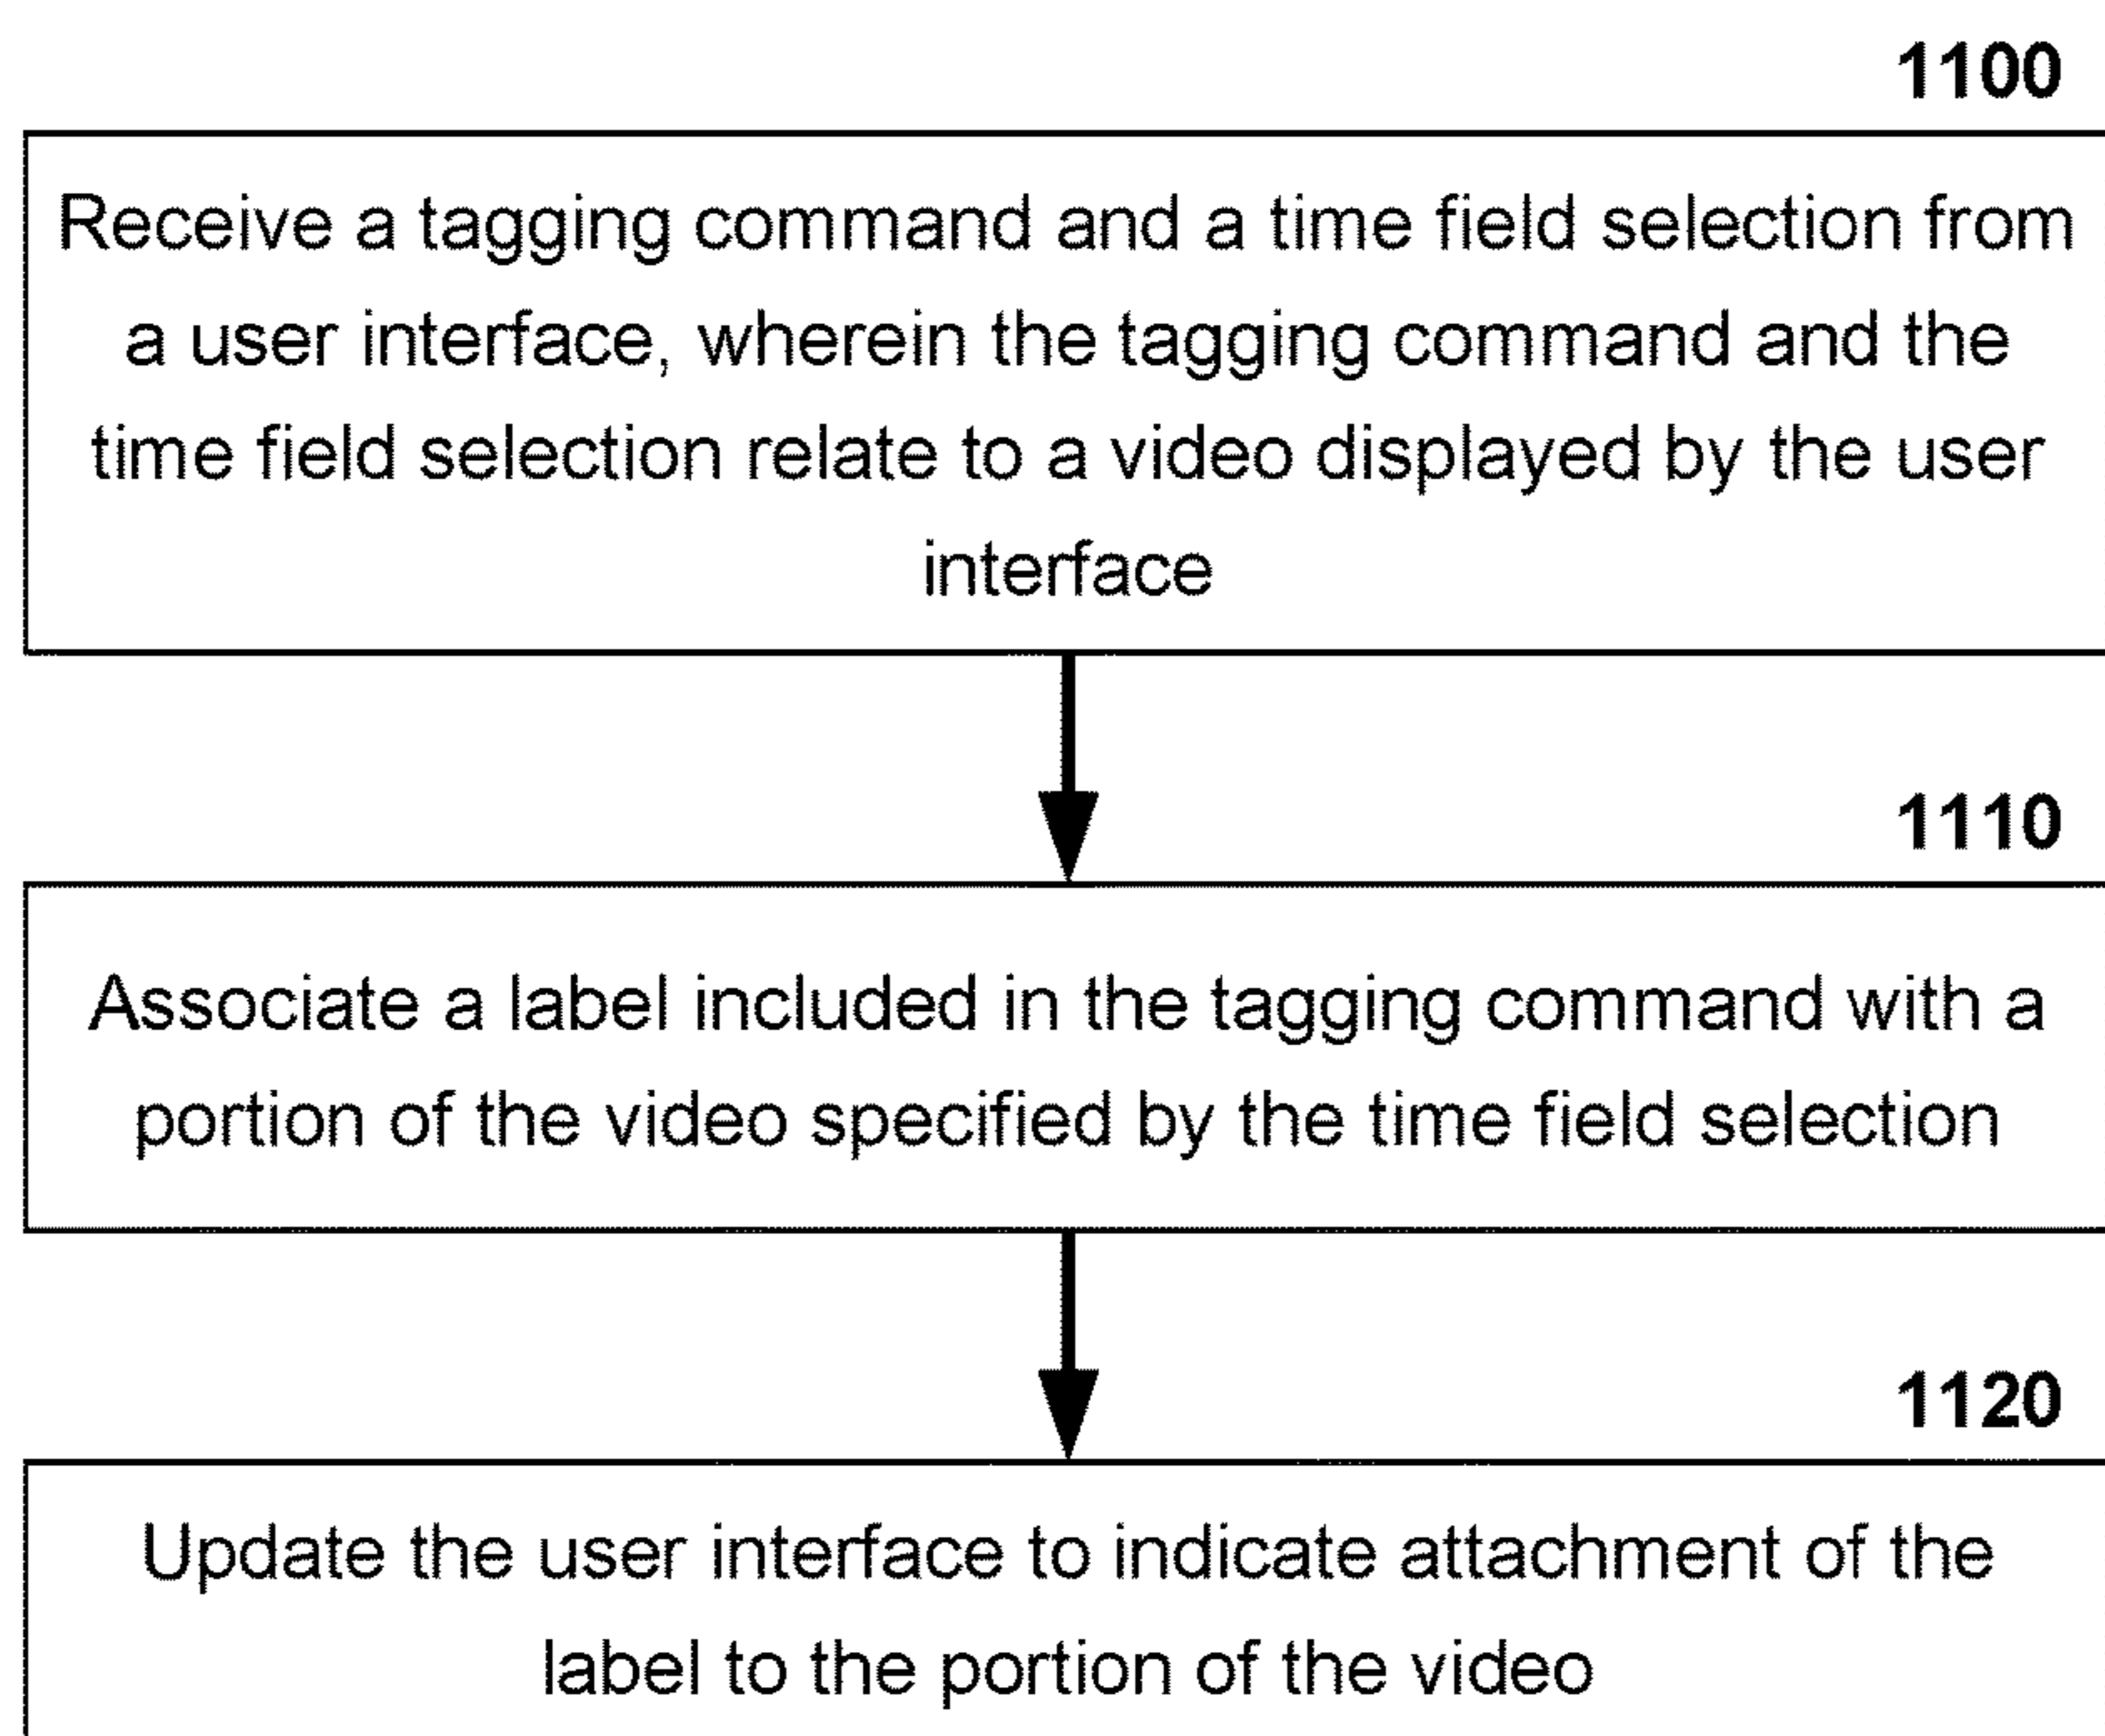 1100
Receive a tagging command and a time field selection from
a user interface, wherein the tagging command and the
time field selection relate to a video displayed by the user
interface
1110
Associate a label included in the tagging command with a
portion of the video specified by the time field selection
1120
Update the user interface to indicate attachment of the
label to the portion of the video